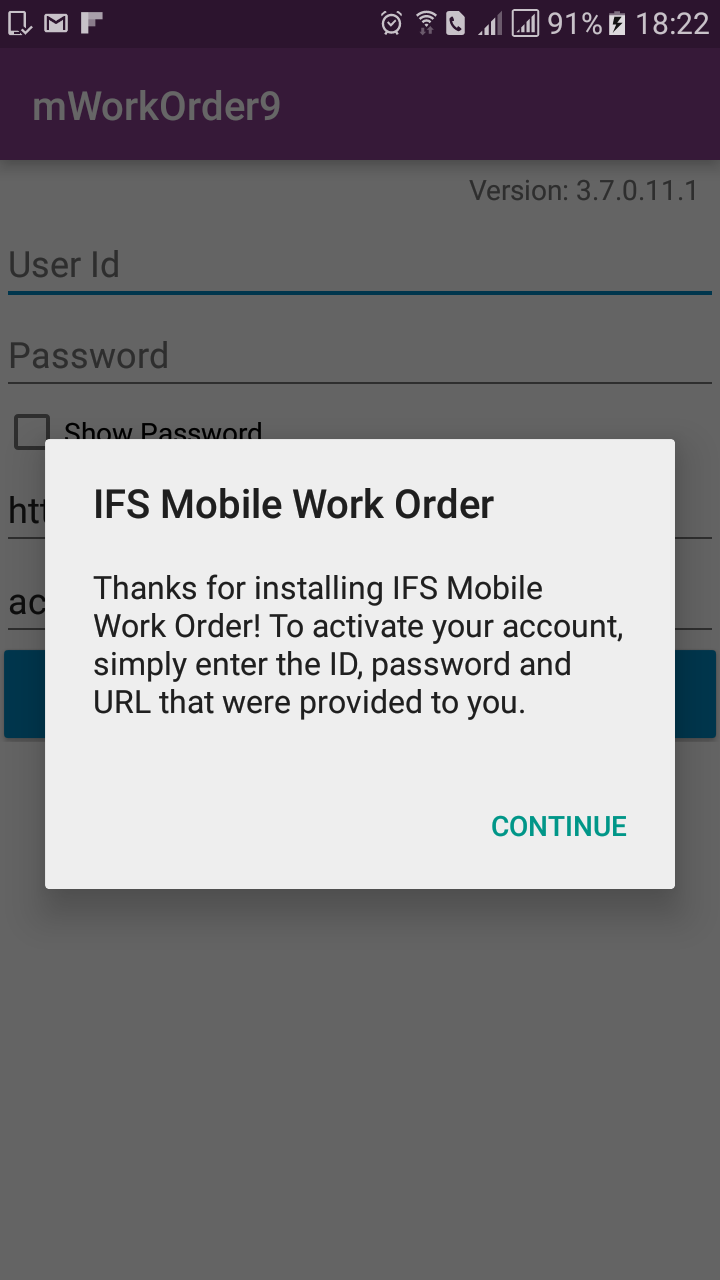 91% 18:22
mWorkOrder9
Version: 3.7.0.11.1
User Id
Password
Show Password
IFS Mobile Work Order
Thanks for installing IFS Mobile
Work Order! To activate your account,
simply enter the ID, password and
URL that were provided to you.
CONTINUE